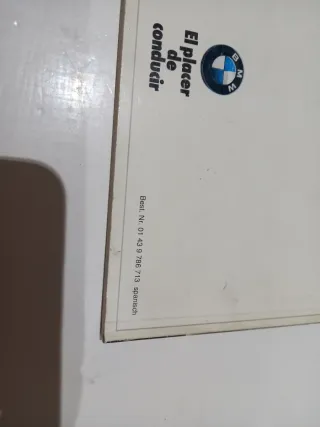 BMW
El placer
de
conducir
Best. Nr. 01 43 9 786 713 spanisch